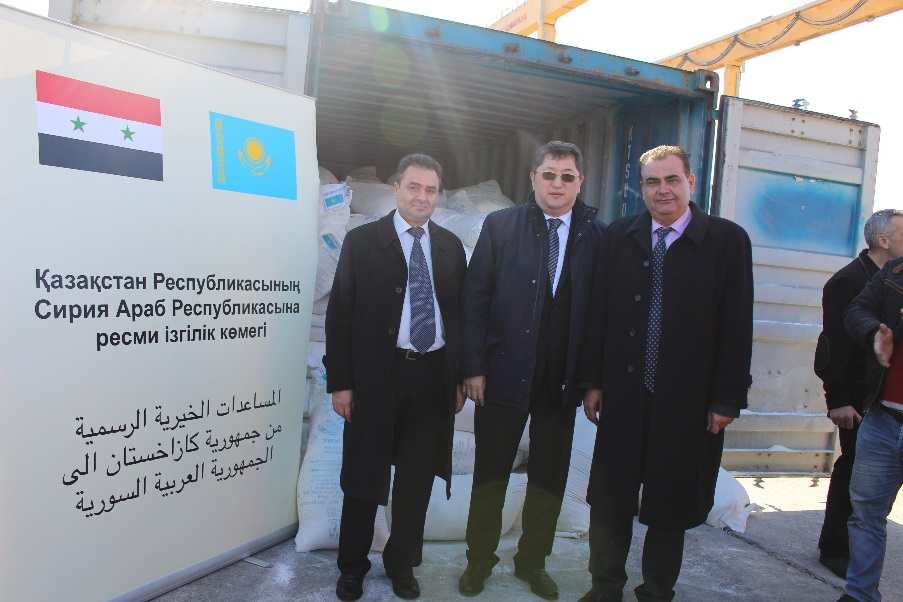 Қазақстан Республикасының
Сирия Араб Республикасына
ресми ізгілік көмегі
المساعدات الخيرية الرسمية
من جمهورية كازاخستان الى
الجمهورية العربية السورية